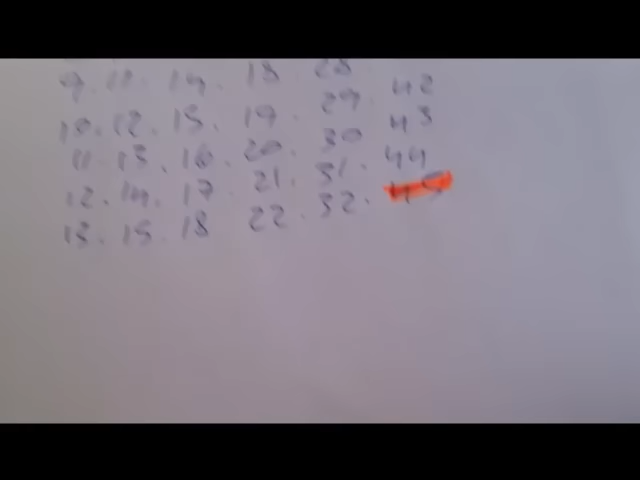 9. 11. 14. 18. 28
10. 12. 15. 19. 29. 42
11. 13. 16. 20. 30 43
12. 14. 17 21. 31. 44
13. 15. 18 22. 32. 45